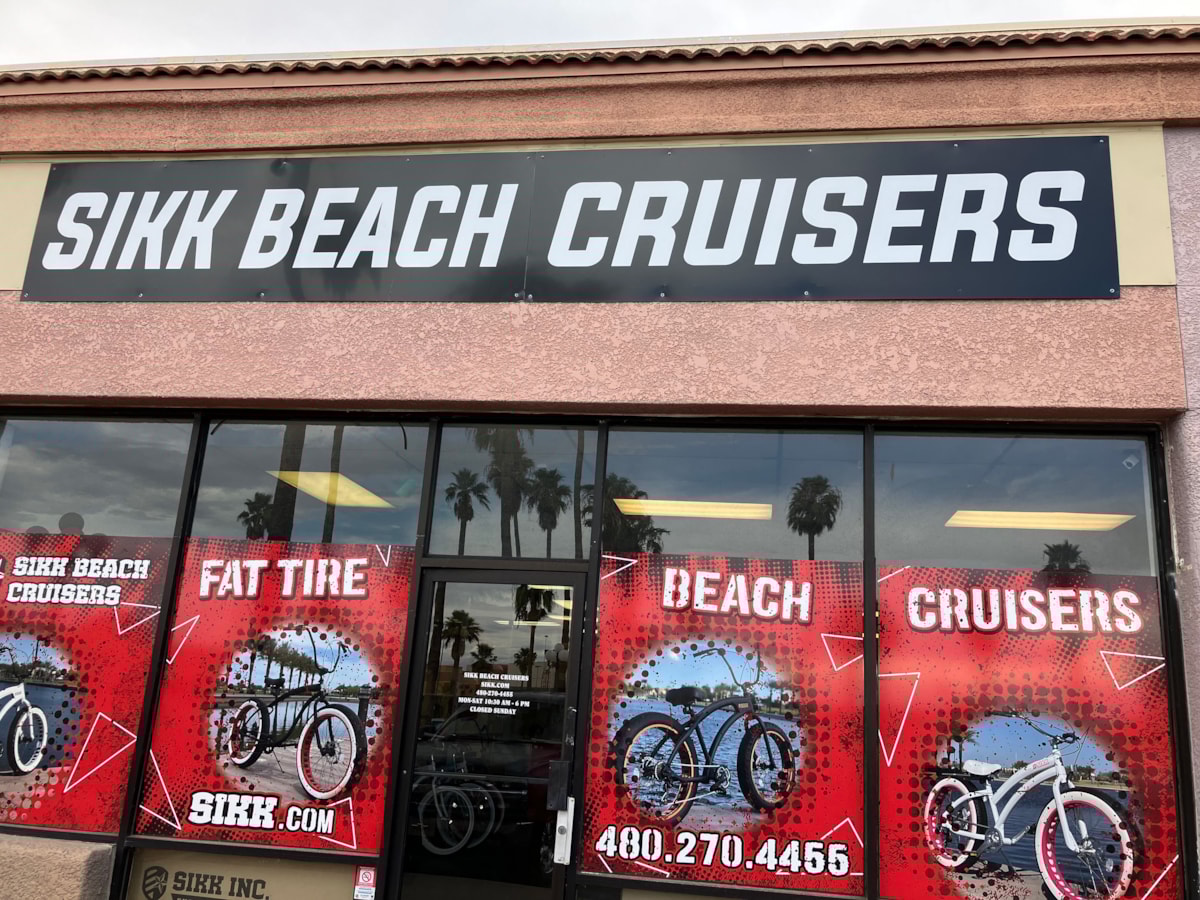 SIKK BEACH CRUISERS
SIKK BEACH
CRUISERS
FAT TIRE
SIKK.COM
SIKK BEACH CRUISERS
SIKK.COM
480-270-4455
MON-SAT 10:30 AM - 6 PM
CLOSED SUNDAY
BEACH
480.270.4455
CRUISERS
SIKK INC.